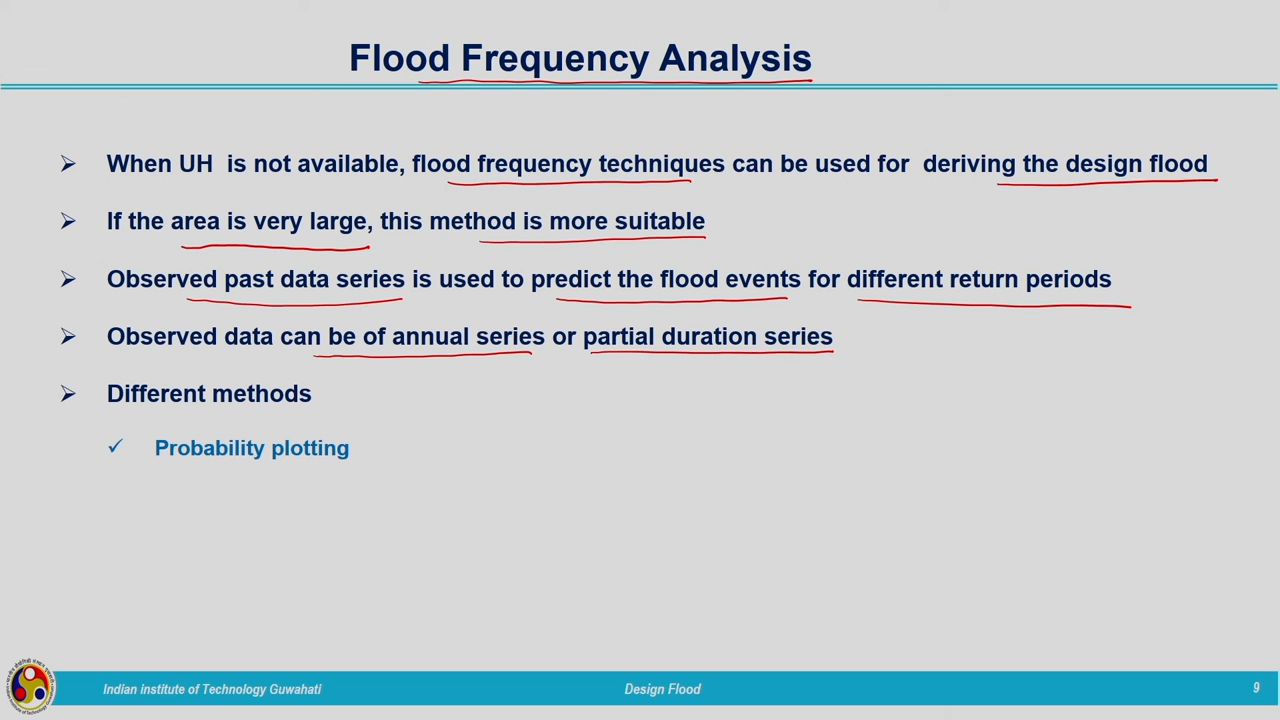 Flood Frequency Analysis
When UH is not available, flood frequency techniques can be used for deriving the design flood
If the area is very large, this method is more suitable
Observed past data series is used to predict the flood events for different return periods
Observed data can be of annual series or partial duration series
Different methods
Probability plotting
Indian institute of Technology Guwahati
Design Flood
9